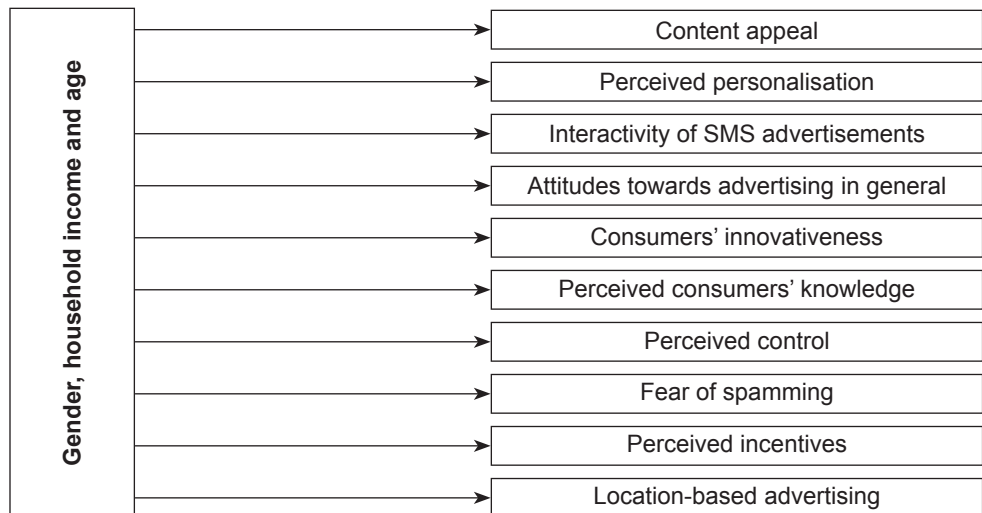 Gender, household income and age
Content appeal
Perceived personalisation
Interactivity of SMS advertisements
Attitudes towards advertising in general
Consumers’ innovativeness
Perceived consumers’ knowledge
Perceived control
Fear of spamming
Perceived incentives
Location-based advertising